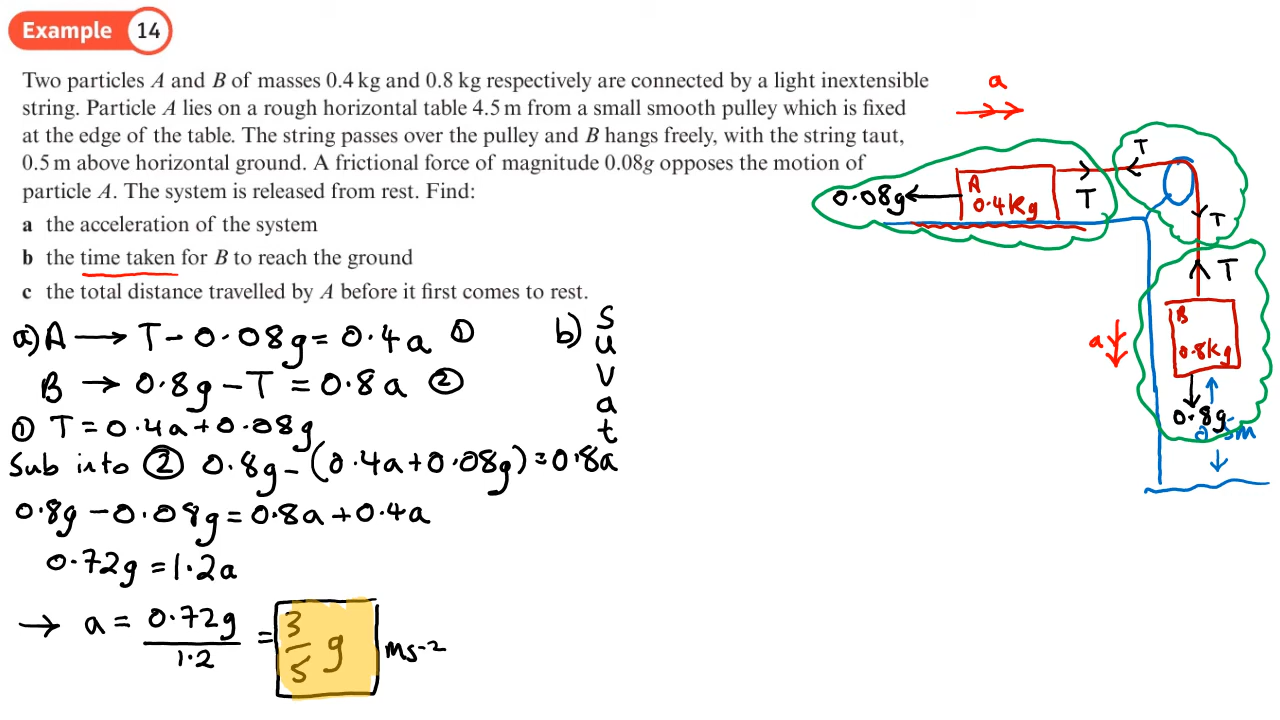 Example 14
Two particles A and B of masses 0.4 kg and 0.8 kg respectively are connected by a light inextensible
string. Particle A lies on a rough horizontal table 4.5 m from a small smooth pulley which is fixed
at the edge of the table. The string passes over the pulley and B hangs freely, with the string taut,
0.5 m above horizontal ground. A frictional force of magnitude 0.08g opposes the motion of
particle A. The system is released from rest. Find:
a the acceleration of the system
b the time taken for B to reach the ground
c the total distance travelled by A before it first comes to rest.
a) A → T - 0.08g = 0.4a ①
B → 0.8g - T = 0.8a ②
① T = 0.4a + 0.08g
Sub into ② 0.8g - (0.4a + 0.08g) = 0.8a
0.8g - 0.08g = 0.8a + 0.4a
0.72g = 1.2a
→ a = 0.72g / 1.2 = 3/5 g ms-2
b) s
u
v
a
t
a
0.08g
A
0.4Kg
T
T
T
T
B
0.8kg
a
0.8g
0.5m